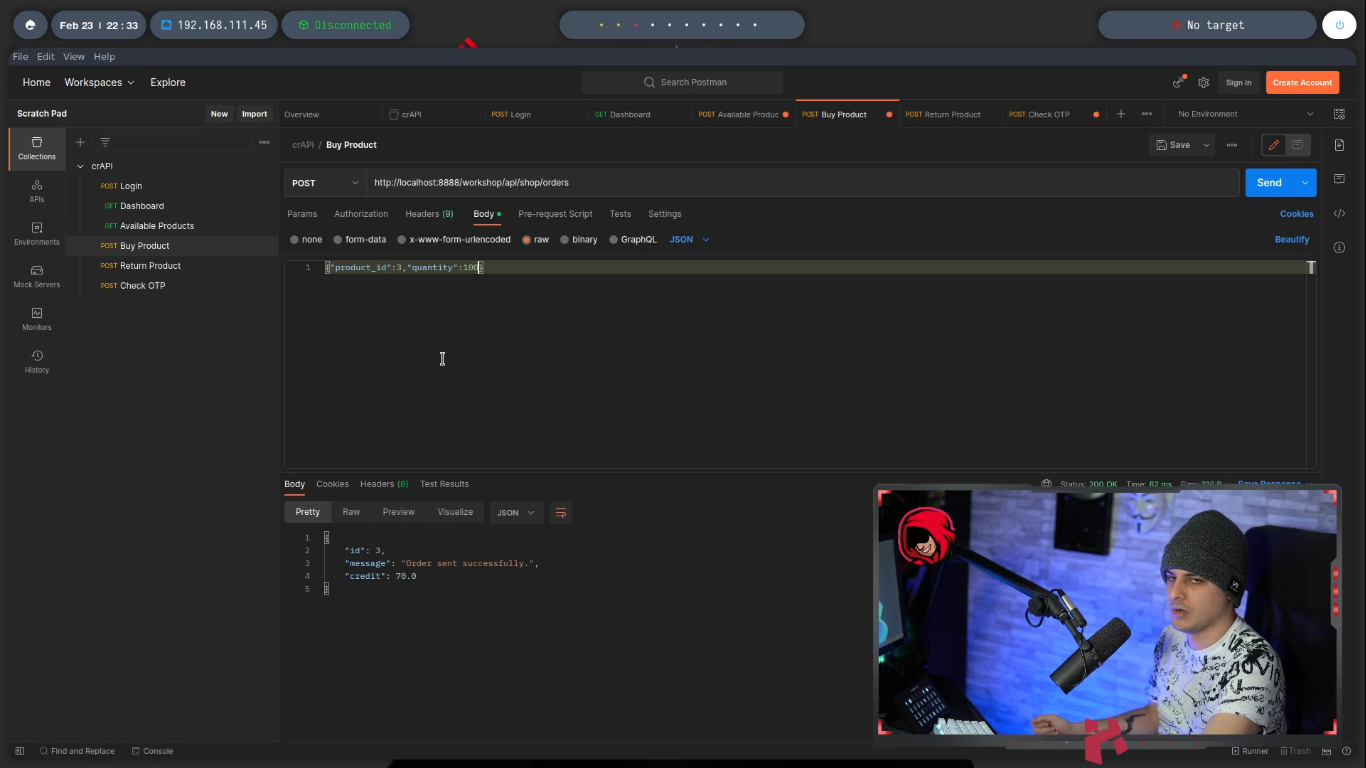 Feb 23 | 22:33
192.168.111.45
Disconnected
No target
File Edit View Help
Home Workspaces Explore
Search Postman
Sign In
Create Account
Scratch Pad
New
Import
Overview
crAPI
POST Login
GET Dashboard
POST Available Produc
POST Buy Product
POST Return Product
POST Check OTP
No Environment
Collections
APIs
Environments
Mock Servers
Monitors
History
crAPI
POST Login
GET Dashboard
GET Available Products
POST Buy Product
POST Return Product
POST Check OTP
crAPI / Buy Product
Save
POST
http://localhost:8888/workshop/api/shop/orders
Send
Params Authorization Headers (9) Body Pre-request Script Tests Settings
Cookies
none form-data x-www-form-urlencoded raw binary GraphQL JSON
Beautify
1 {"product_id":3,"quantity":100}
Body Cookies Headers (8) Test Results
Status: 200 OK Time: 62 ms
Save Response
Pretty Raw Preview Visualize JSON
1 {
2 "id": 3,
3 "message": "Order sent successfully.",
4 "credit": 70.0
5 }
Find and Replace Console
Runner Trash